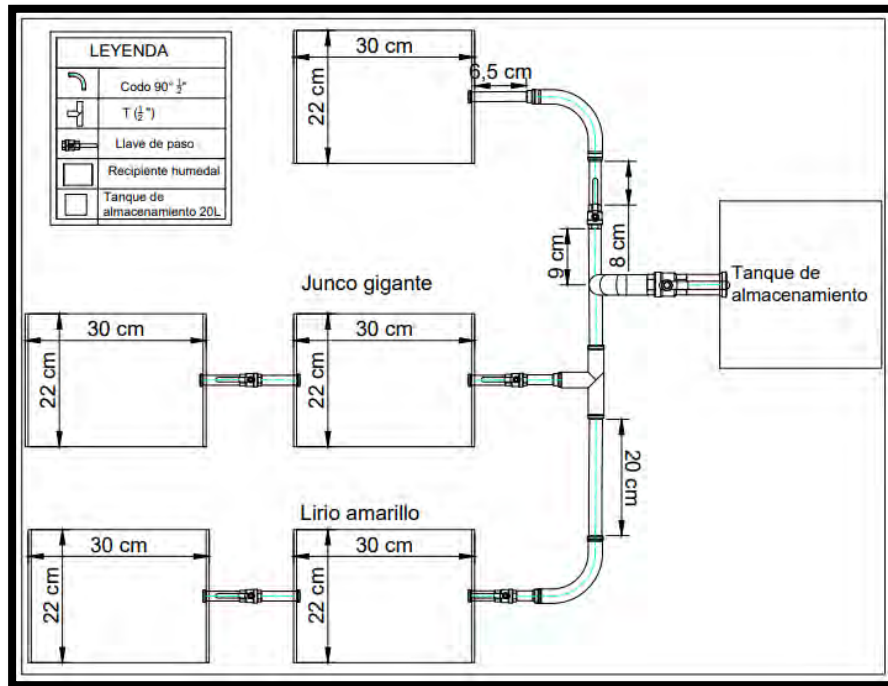 LEYENDA
Codo 90° ½"
T (½ ")
Llave de paso
Recipiente humedal
Tanque de
almacenamiento 20L
30 cm
22 cm
6,5 cm
9 cm
8 cm
Tanque de
almacenamiento
Junco gigante
30 cm
22 cm
30 cm
22 cm
20 cm
Lirio amarillo
30 cm
22 cm
30 cm
22 cm